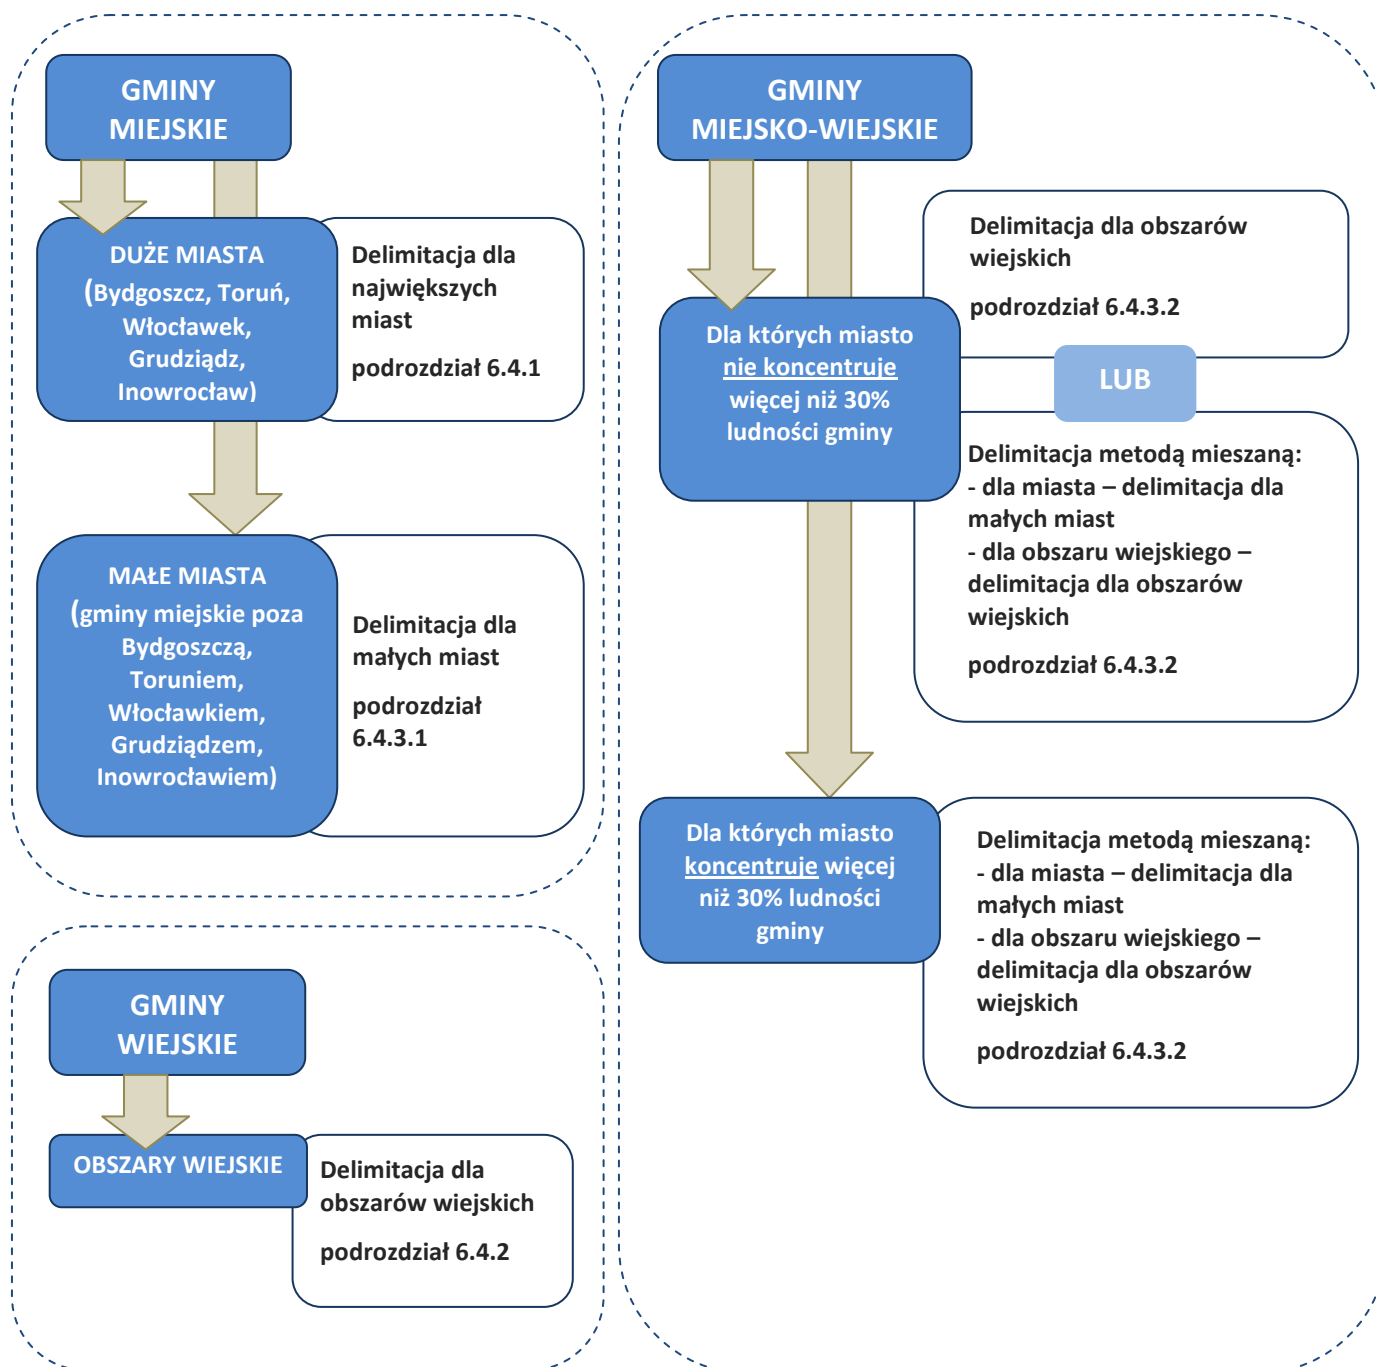 GMINY
MIEJSKIE
DUŻE MIASTA
(Bydgoszcz, Toruń,
Włocławek,
Grudziądz,
Inowrocław)
Delimitacja dla
największych
miast
podrozdział 6.4.1
MAŁE MIASTA
(gminy miejskie poza
Bydgoszczą,
Toruniem,
Włocławkiem,
Grudziądzem,
Inowrocławiem)
Delimitacja dla
małych miast
podrozdział
6.4.3.1
GMINY
WIEJSKIE
OBSZARY WIEJSKIE
Delimitacja dla
obszarów wiejskich
podrozdział 6.4.2
GMINY
MIEJSKO-WIEJSKIE
Dla których miasto
nie koncentruje
więcej niż 30%
ludności gminy
Delimitacja dla obszarów
wiejskich
podrozdział 6.4.3.2
LUB
Delimitacja metodą mieszaną:
- dla miasta – delimitacja dla
małych miast
- dla obszaru wiejskiego –
delimitacja dla obszarów
wiejskich
podrozdział 6.4.3.2
Dla których miasto
koncentruje więcej
niż 30% ludności
gminy
Delimitacja metodą mieszaną:
- dla miasta – delimitacja dla
małych miast
- dla obszaru wiejskiego –
delimitacja dla obszarów
wiejskich
podrozdział 6.4.3.2